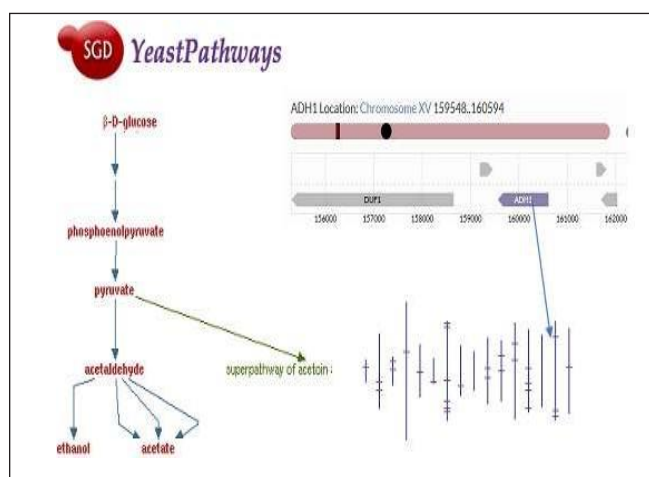 SGD YeastPathways
ADH1 Location: Chromosome XV 159548..160594
DUF1
ADH1
156000 157000 158000 159000 160000 161000 162000
β-D-glucose
phosphoenolpyruvate
pyruvate
acetaldehyde
superpathway of acetoin
ethanol
acetate